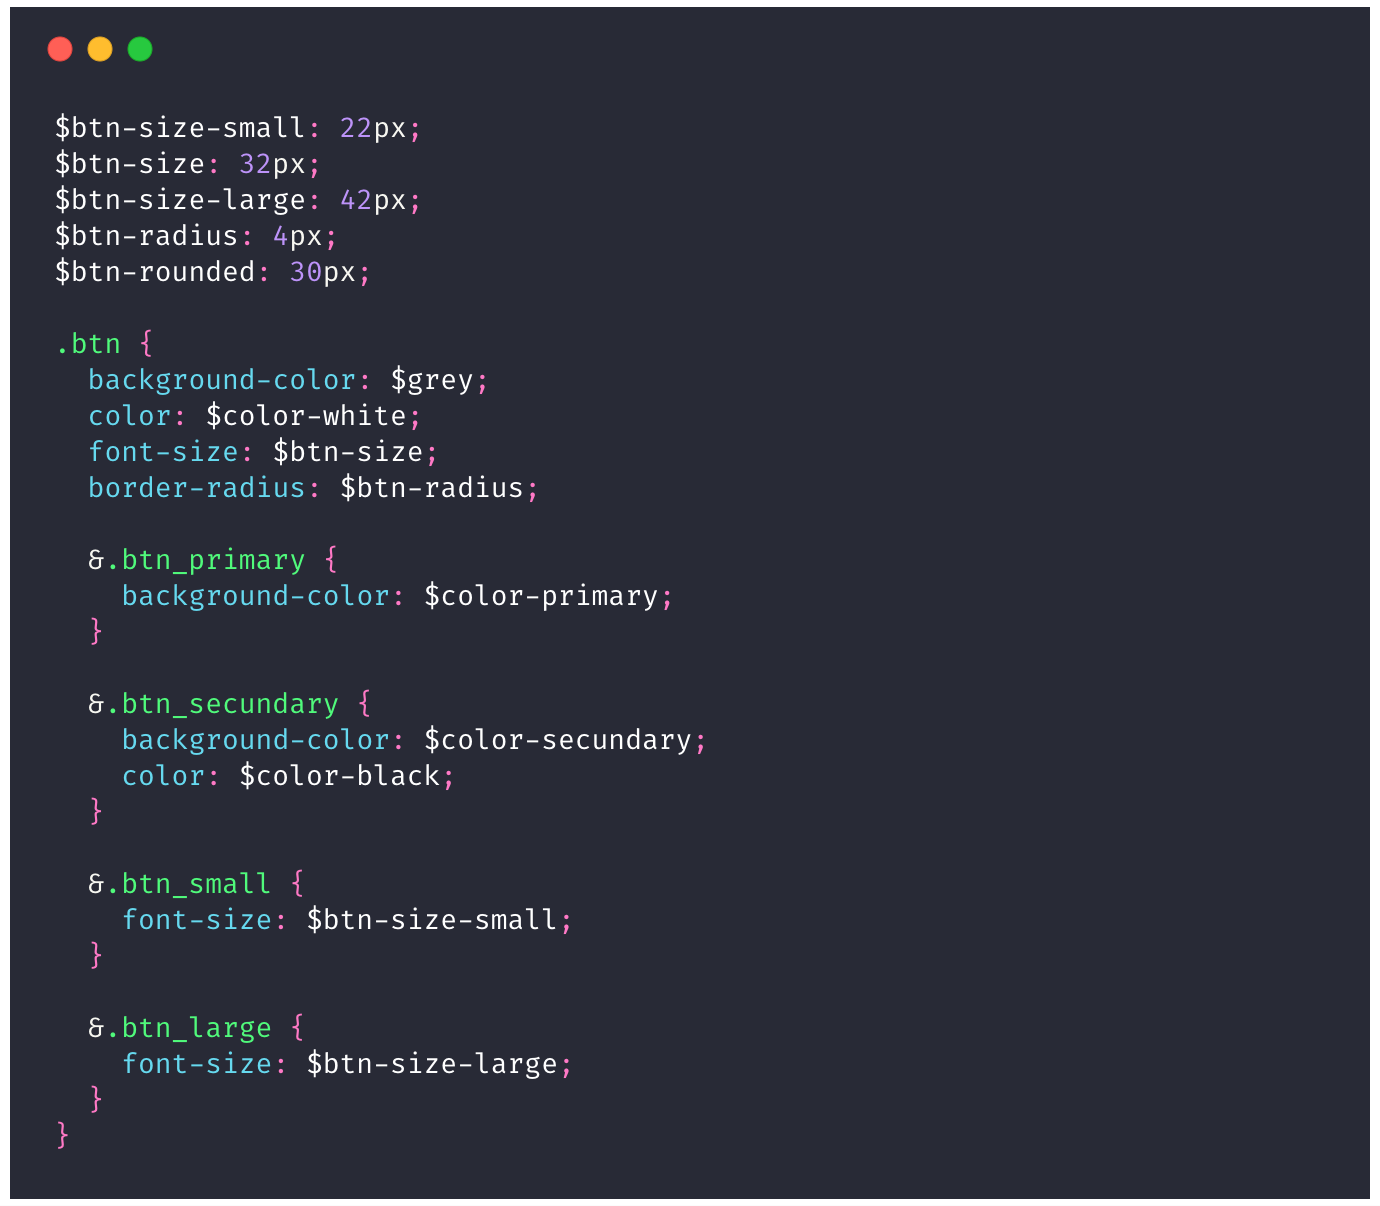 $btn-size-small: 22px;
$btn-size: 32px;
$btn-size-large: 42px;
$btn-radius: 4px;
$btn-rounded: 30px;

.btn {
  background-color: $grey;
  color: $color-white;
  font-size: $btn-size;
  border-radius: $btn-radius;

  &.btn_primary {
    background-color: $color-primary;
  }

  &.btn_secundary {
    background-color: $color-secundary;
    color: $color-black;
  }

  &.btn_small {
    font-size: $btn-size-small;
  }

  &.btn_large {
    font-size: $btn-size-large;
  }
}